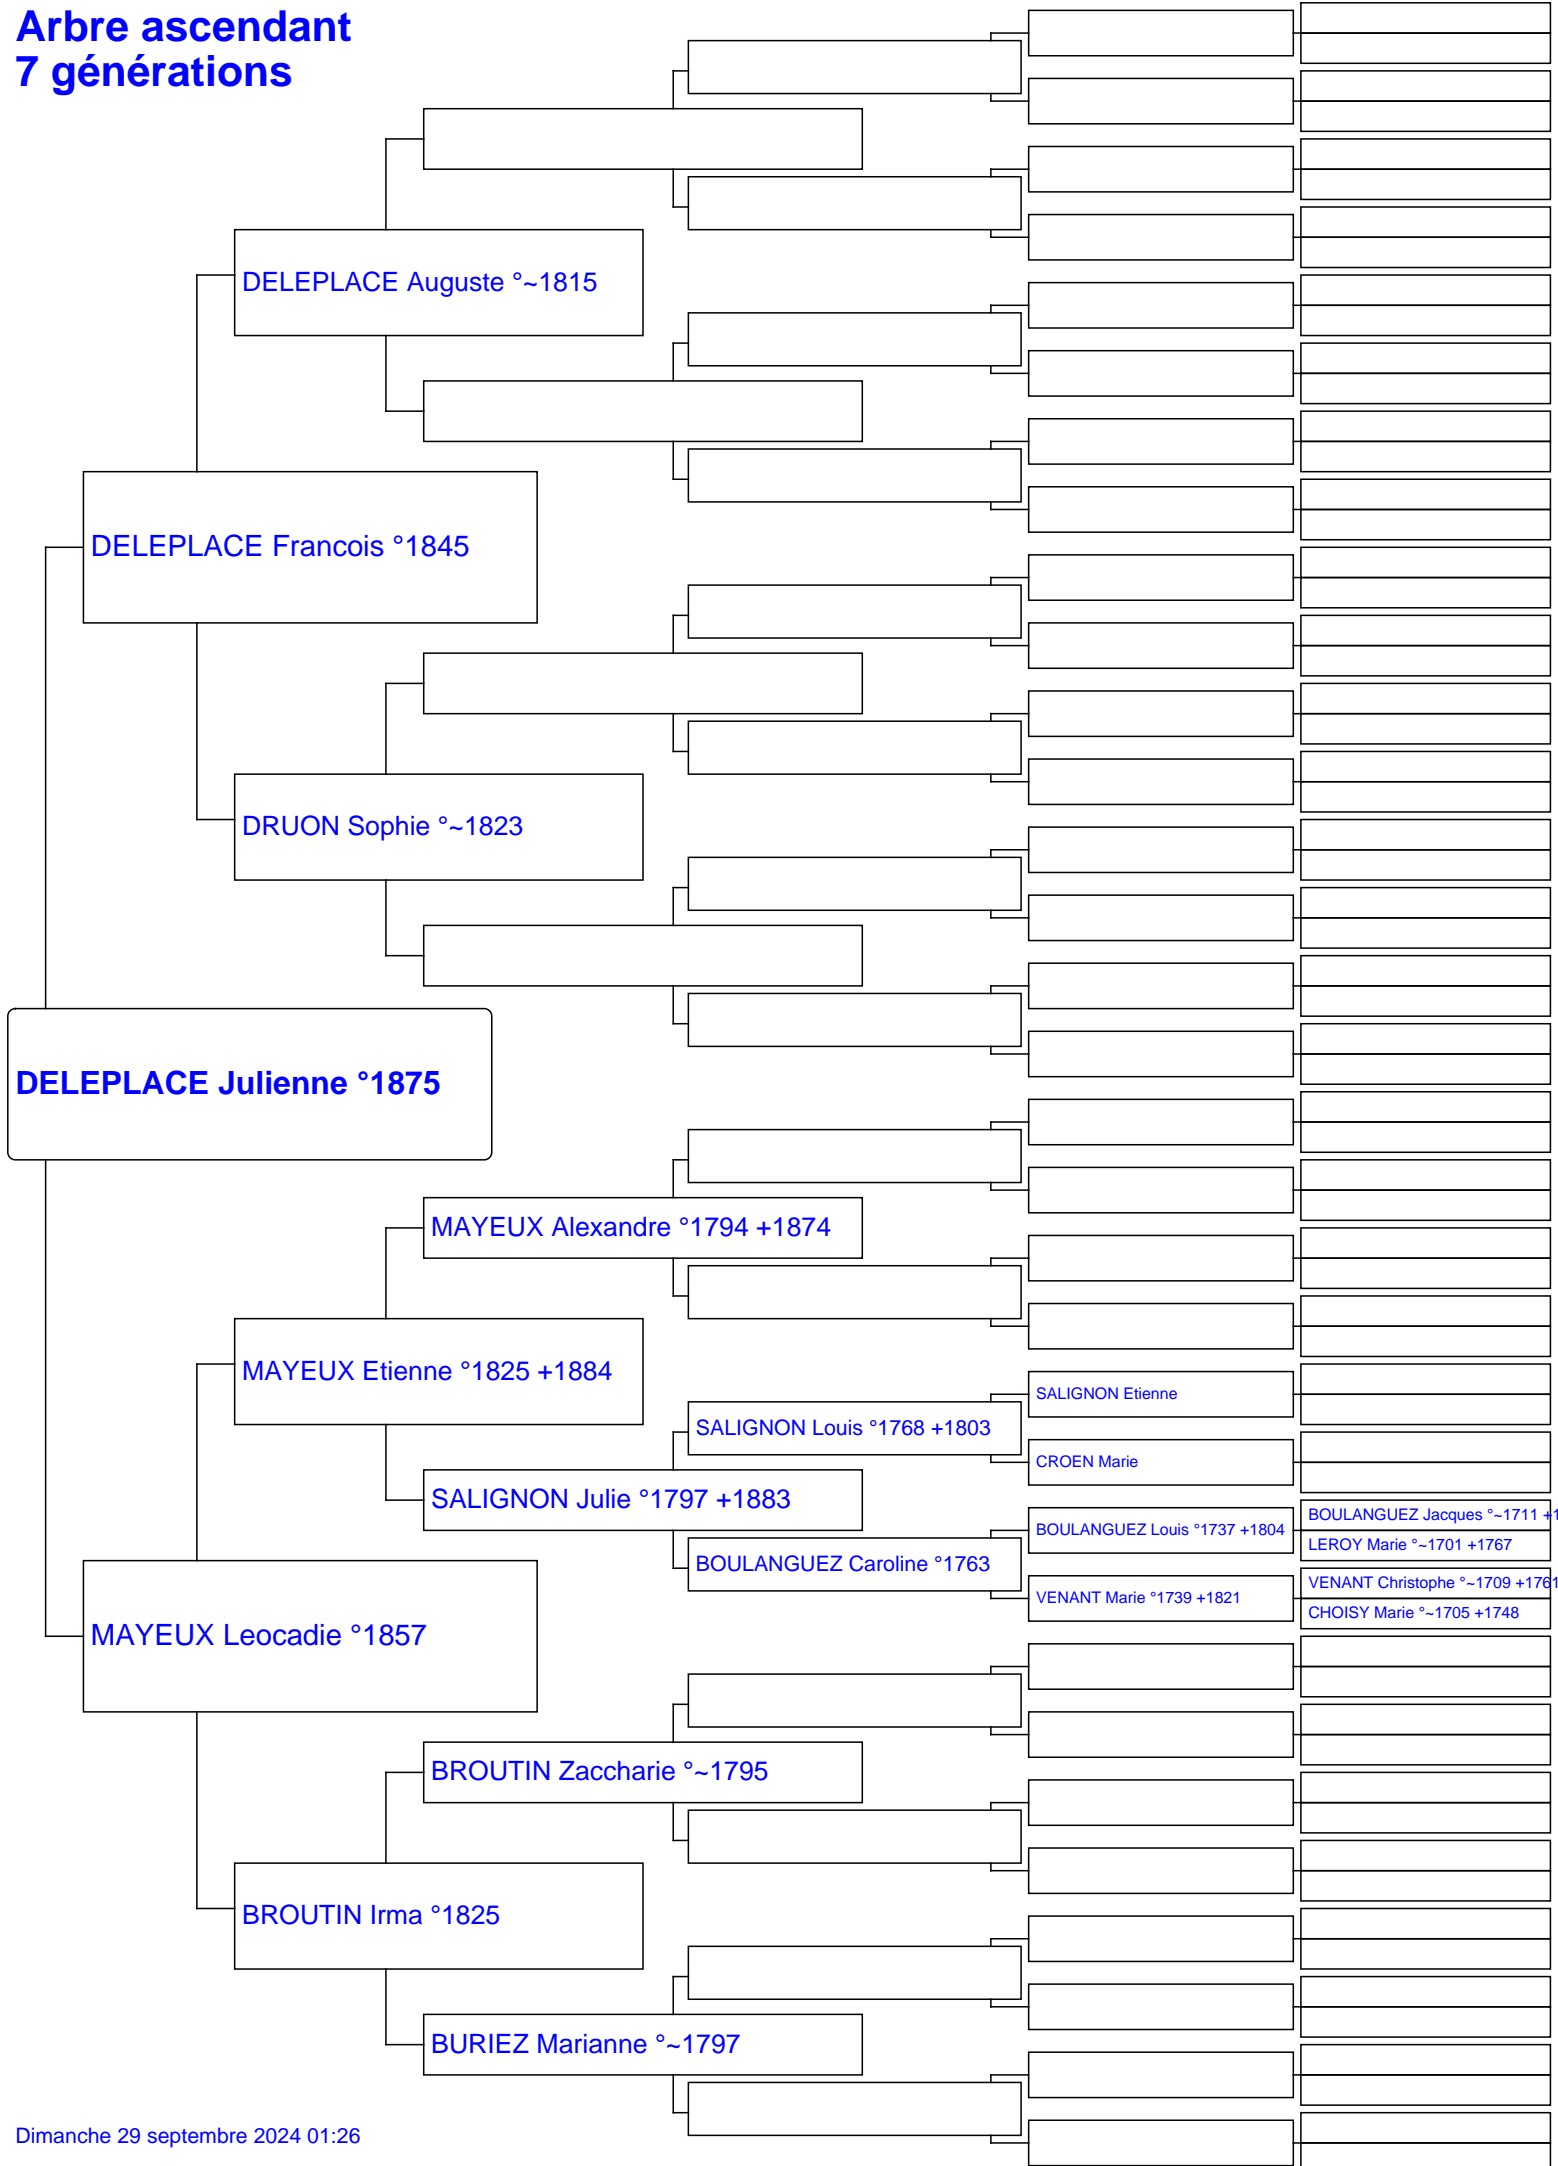 Arbre ascendant
7 générations
DELEPLACE Auguste °~1815
DELEPLACE Francois °1845
DRUON Sophie °~1823
DELEPLACE Julienne °1875
MAYEUX Alexandre °1794 +1874
MAYEUX Etienne °1825 +1884
SALIGNON Etienne
SALIGNON Louis °1768 +1803
CROEN Marie
SALIGNON Julie °1797 +1883
BOULANGUEZ Jacques °~1711 +1
BOULANGUEZ Louis °1737 +1804
LEROY Marie °~1701 +1767
BOULANGUEZ Caroline °1763
VENANT Christophe °~1709 +1761
VENANT Marie °1739 +1821
CHOISY Marie °~1705 +1748
MAYEUX Leocadie °1857
BROUTIN Zaccharie °~1795
BROUTIN Irma °1825
BURIEZ Marianne °~1797
Dimanche 29 septembre 2024 01:26